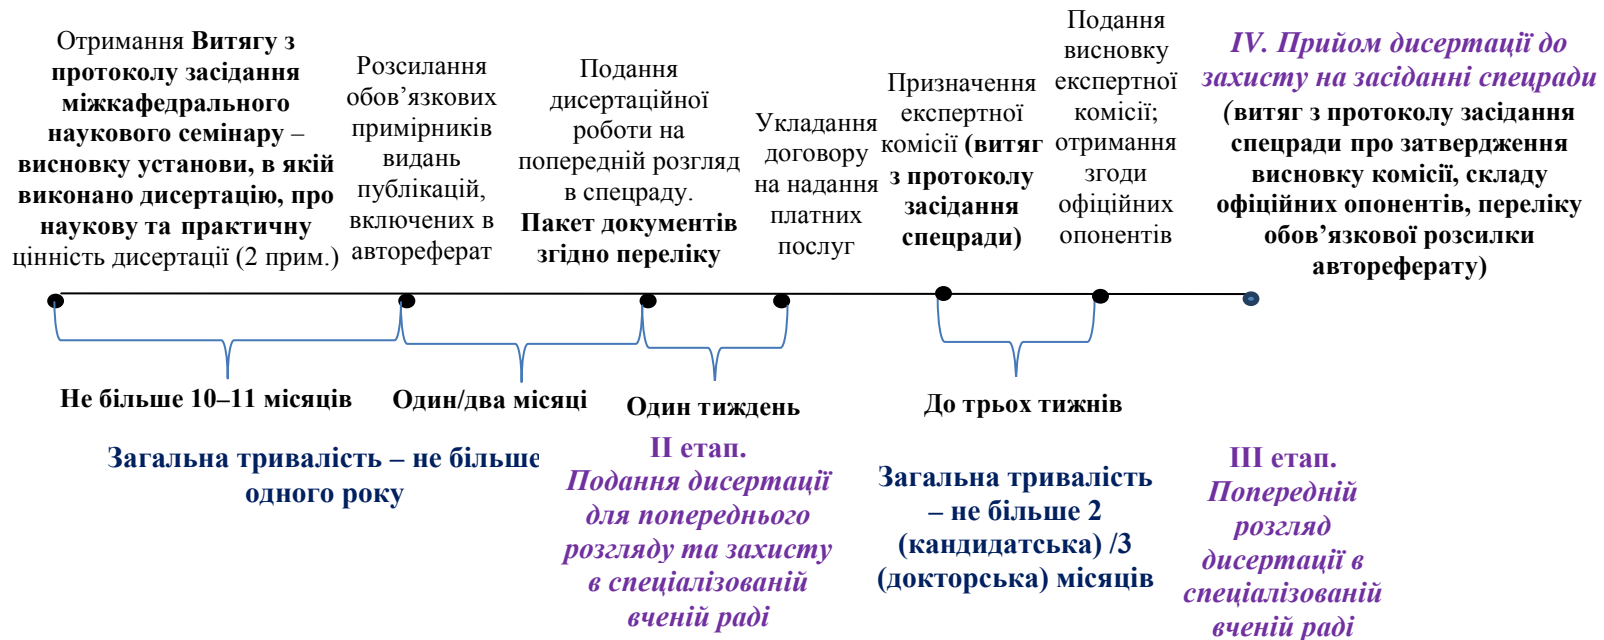 Отримання Витягу з
протоколу засідання
міжкафедрального
наукового семінару –
висновку установи, в якій
виконано дисертацію, про
наукову та практичну
цінність дисертації (2 прим.)
Розсилання
обов’язкових
примірників
видань
публікацій,
включених в
автореферат
Подання
дисертаційної
роботи на
попередній розгляд
в спецраду.
Пакет документів
згідно переліку
Укладання
договору
на надання
платних
послуг
Призначення
експертної
комісії (витяг
з протоколу
засідання
спецради)
Подання
висновку
експертної
комісії;
отримання
згоди
офіційних
опонентів
IV. Прийом дисертації до
захисту на засіданні спецради
(витяг з протоколу засідання
спецради про затвердження
висновку комісії, складу
офіційних опонентів, переліку
обов’язкової розсилки
автореферату)
Не більше 10–11 місяців
Один/два місяці
Один тиждень
До трьох тижнів
Загальна тривалість – не більше
одного року
II етап.
Подання дисертації
для попереднього
розгляду та захисту
в спеціалізованій
вченій раді
Загальна тривалість
– не більше 2
(кандидатська) /3
(докторська) місяців
III етап.
Попередній
розгляд
дисертації в
спеціалізованій
вченій раді